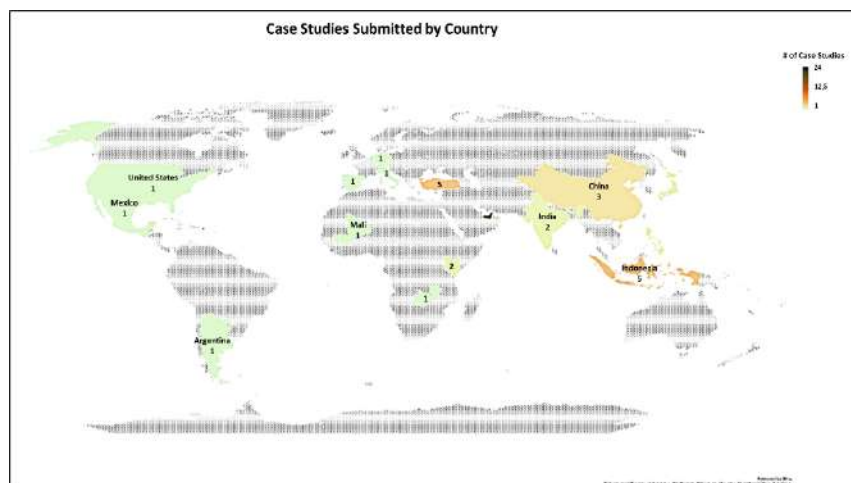 Case Studies Submitted by Country
# of Case Studies
24
12,5
1
1
1
United States
1
1
5
China
3
Mexico
1
Mali
1
India
2
2
Indonesia
5
1
Argentina
1